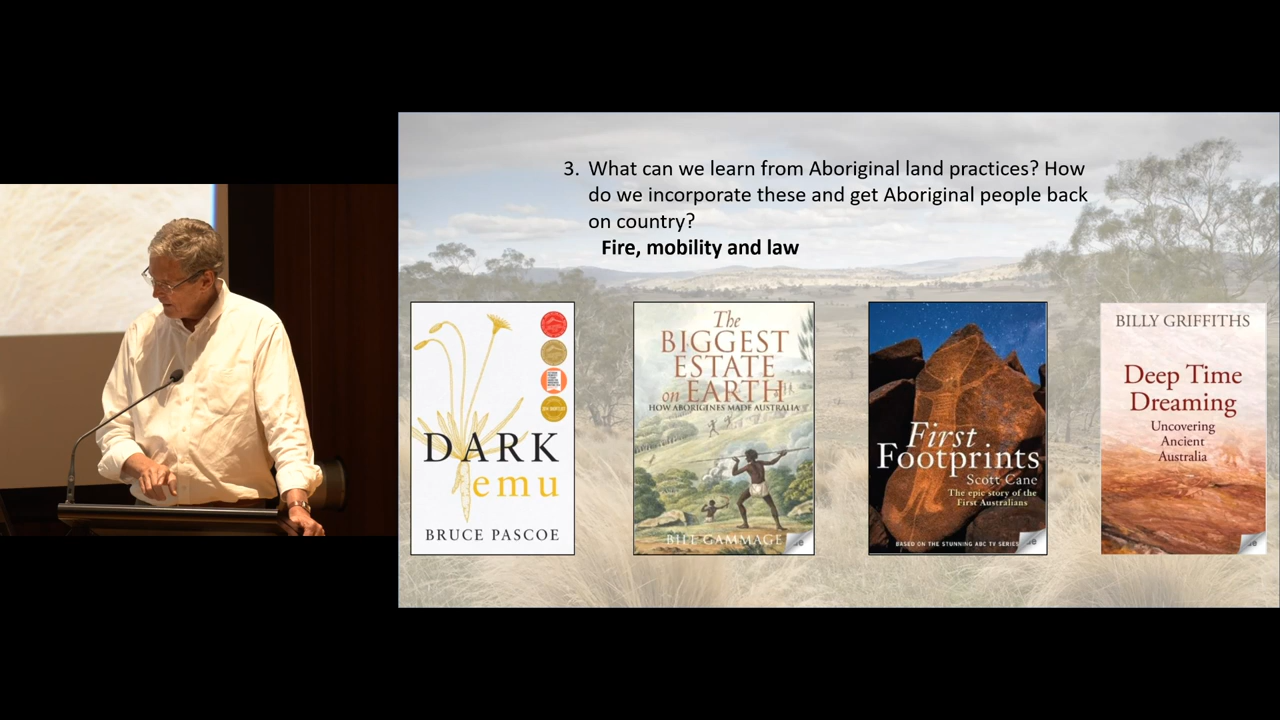 3. What can we learn from Aboriginal land practices? How
do we incorporate these and get Aboriginal people back
on country?
Fire, mobility and law
DARK
emu
BRUCE PASCOE
The
BIGGEST
ESTATE
on EARTH
HOW ABORIGINES MADE AUSTRALIA
BILL GAMMAGE
First
Footprints
Scott Cane
The epic story of the
First Australians
BASED ON THE STUNNING ABC TV SERIES
BILLY GRIFFITHS
Deep Time
Dreaming
Uncovering
Ancient
Australia